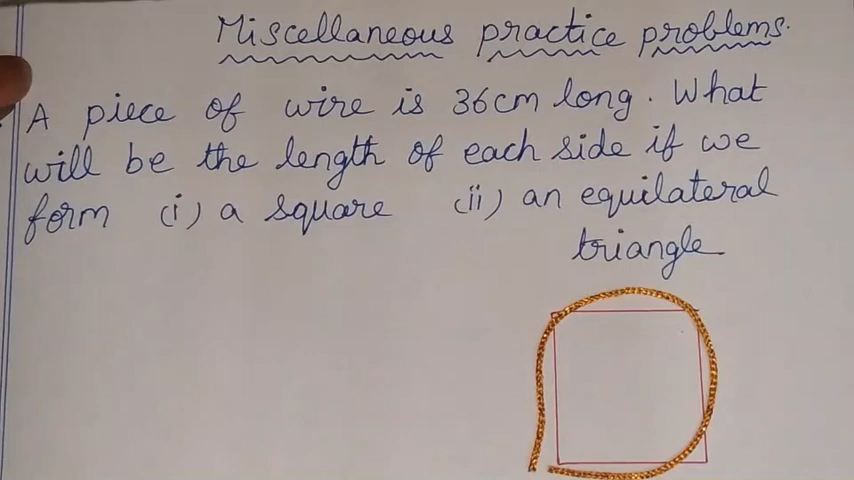 Miscellaneous practice problems.
A piece of wire is 36cm long. What
will be the length of each side if we
form (i) a square (ii) an equilateral
triangle